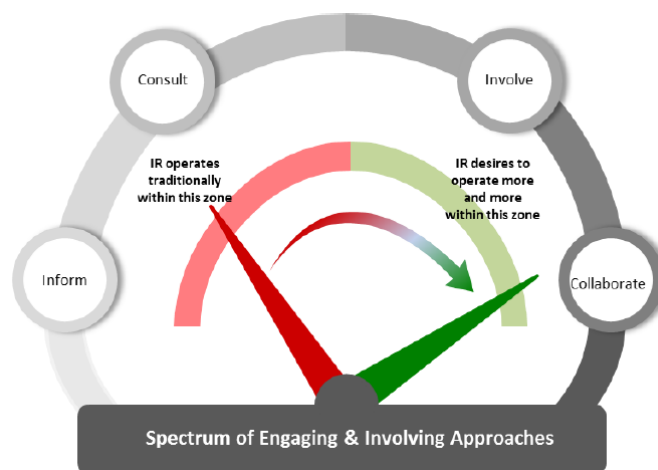 Consult
Involve
IR operates
traditionally
within this zone
IR desires to
operate more
and more
within this zone
Inform
Collaborate
Spectrum of Engaging & Involving Approaches